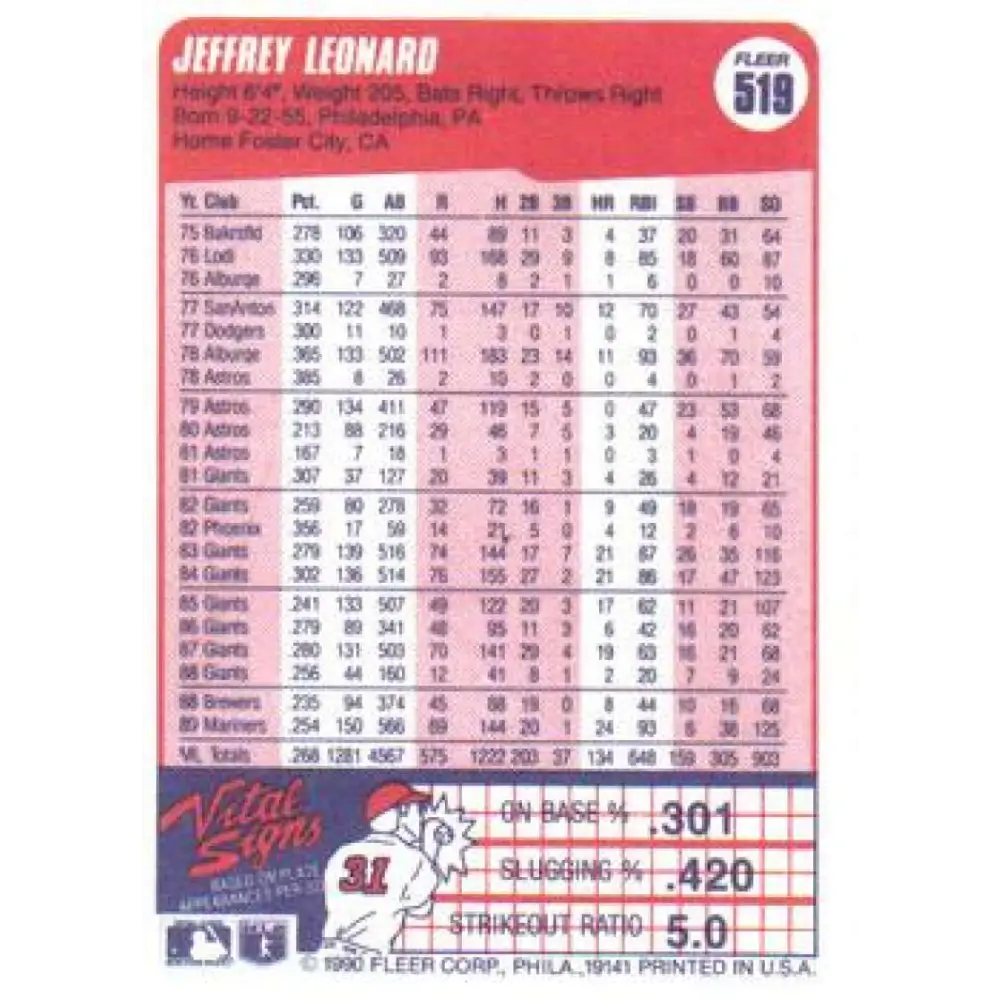 JEFFREY LEONARD
FLEER
519
Height 6'4", Weight 205, Bats Right, Throws Right
Born 9-22-55, Philadelphia, PA
Home Foster City, CA
Yr. Club Pct. G AB R H 2B 3B HR RBI SB BB SO
75 Bakrsfld .278 106 320 44 89 11 3 4 37 20 31 64
76 Lodi .330 133 509 93 168 29 9 8 85 18 60 87
76 Alburqe .296 7 27 2 8 2 1 1 6 0 0 10
77 SanAnton .314 122 468 75 147 17 10 12 70 27 43 54
77 Dodgers .300 11 10 1 3 0 1 0 2 0 1 4
78 Alburqe .365 133 502 111 183 23 14 11 93 36 70 59
78 Astros .385 8 26 2 10 2 0 0 4 0 1 2
79 Astros .290 134 411 47 119 15 5 0 47 23 53 68
80 Astros .213 88 216 29 46 7 5 3 20 4 19 46
81 Astros .167 7 18 1 3 1 1 0 3 1 0 4
81 Giants .307 37 127 20 39 11 3 4 26 4 12 21
82 Giants .259 80 278 32 72 16 1 9 49 18 19 65
82 Phoenix .356 17 59 14 21 5 0 4 12 2 6 10
83 Giants .279 139 516 74 144 17 7 21 87 26 35 116
84 Giants .302 136 514 76 155 27 2 21 86 17 47 123
85 Giants .241 133 507 49 122 20 3 17 62 11 21 107
86 Giants .279 89 341 48 95 11 3 6 42 16 20 62
87 Giants .280 131 503 70 141 29 4 19 63 16 21 68
88 Giants .256 44 160 12 41 8 1 2 20 7 9 24
88 Brewers .235 94 374 45 88 19 0 8 44 10 16 68
89 Mariners .254 150 566 69 144 20 1 24 93 6 38 125
ML Totals .268 1281 4567 575 1222 203 37 134 648 159 305 903
Vital Signs
BASED ON PLATE
APPEARANCES PER SO
31
ON BASE % .301
SLUGGING % .420
STRIKEOUT RATIO 5.0
© 1990 FLEER CORP., PHILA.,19141 PRINTED IN U.S.A.